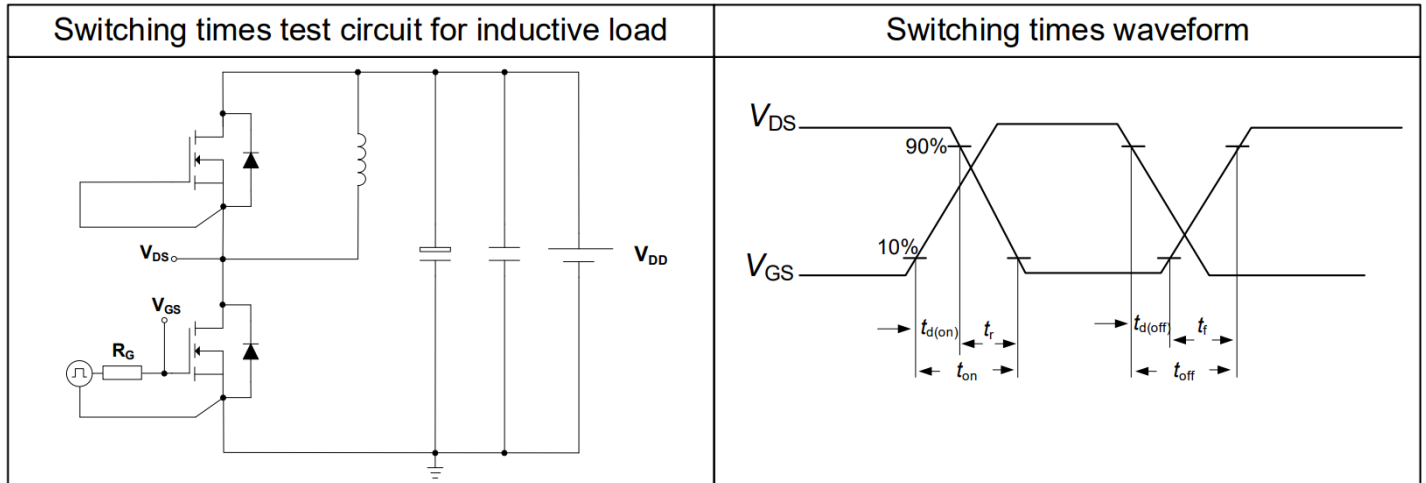 Switching times test circuit for inductive load
Switching times waveform
VDS
VDD
VGS
RG
VDS
90%
10%
VGS
td(on)
tr
td(off)
tf
ton
toff